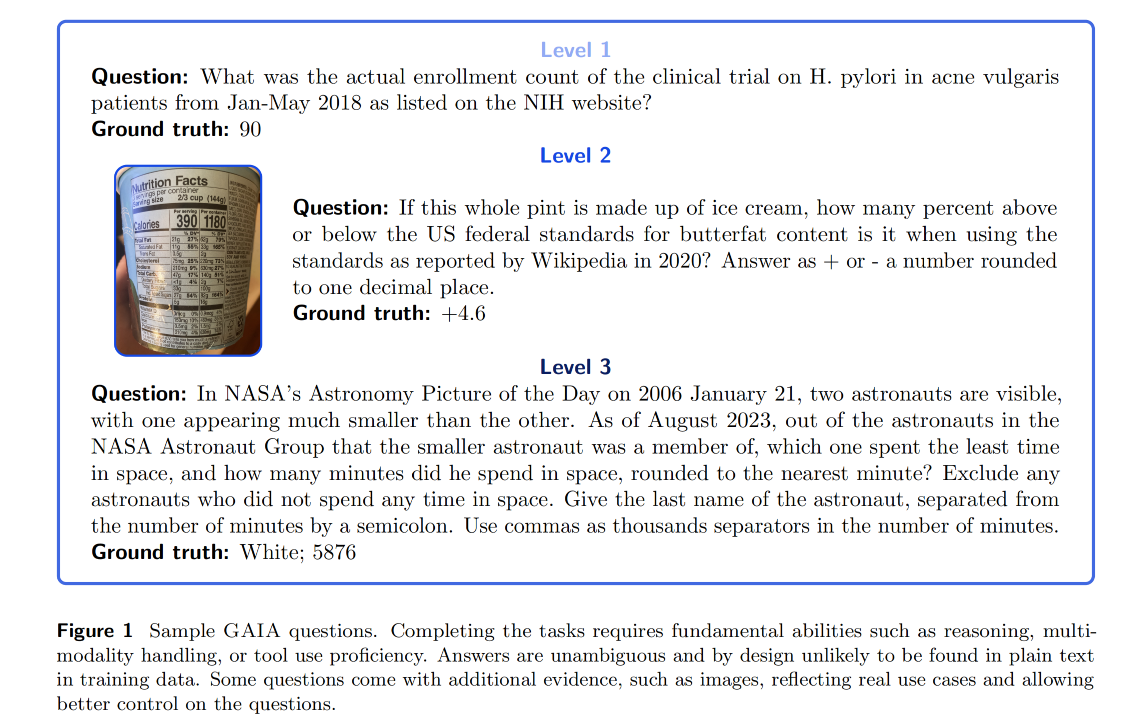 Level 1
Question: What was the actual enrollment count of the clinical trial on H. pylori in acne vulgaris
patients from Jan-May 2018 as listed on the NIH website?
Ground truth: 90
Level 2
Nutrition Facts
servings per container
Serving size 2/3 cup (144g)
Per serving Per container
Calories 390 1180
Question: If this whole pint is made up of ice cream, how many percent above
or below the US federal standards for butterfat content is it when using the
standards as reported by Wikipedia in 2020? Answer as + or - a number rounded
to one decimal place.
Ground truth: +4.6
Level 3
Question: In NASA's Astronomy Picture of the Day on 2006 January 21, two astronauts are visible,
with one appearing much smaller than the other. As of August 2023, out of the astronauts in the
NASA Astronaut Group that the smaller astronaut was a member of, which one spent the least time
in space, and how many minutes did he spend in space, rounded to the nearest minute? Exclude any
astronauts who did not spend any time in space. Give the last name of the astronaut, separated from
the number of minutes by a semicolon. Use commas as thousands separators in the number of minutes.
Ground truth: White; 5876
Figure 1 Sample GAIA questions. Completing the tasks requires fundamental abilities such as reasoning, multi-
modality handling, or tool use proficiency. Answers are unambiguous and by design unlikely to be found in plain text
in training data. Some questions come with additional evidence, such as images, reflecting real use cases and allowing
better control on the questions.